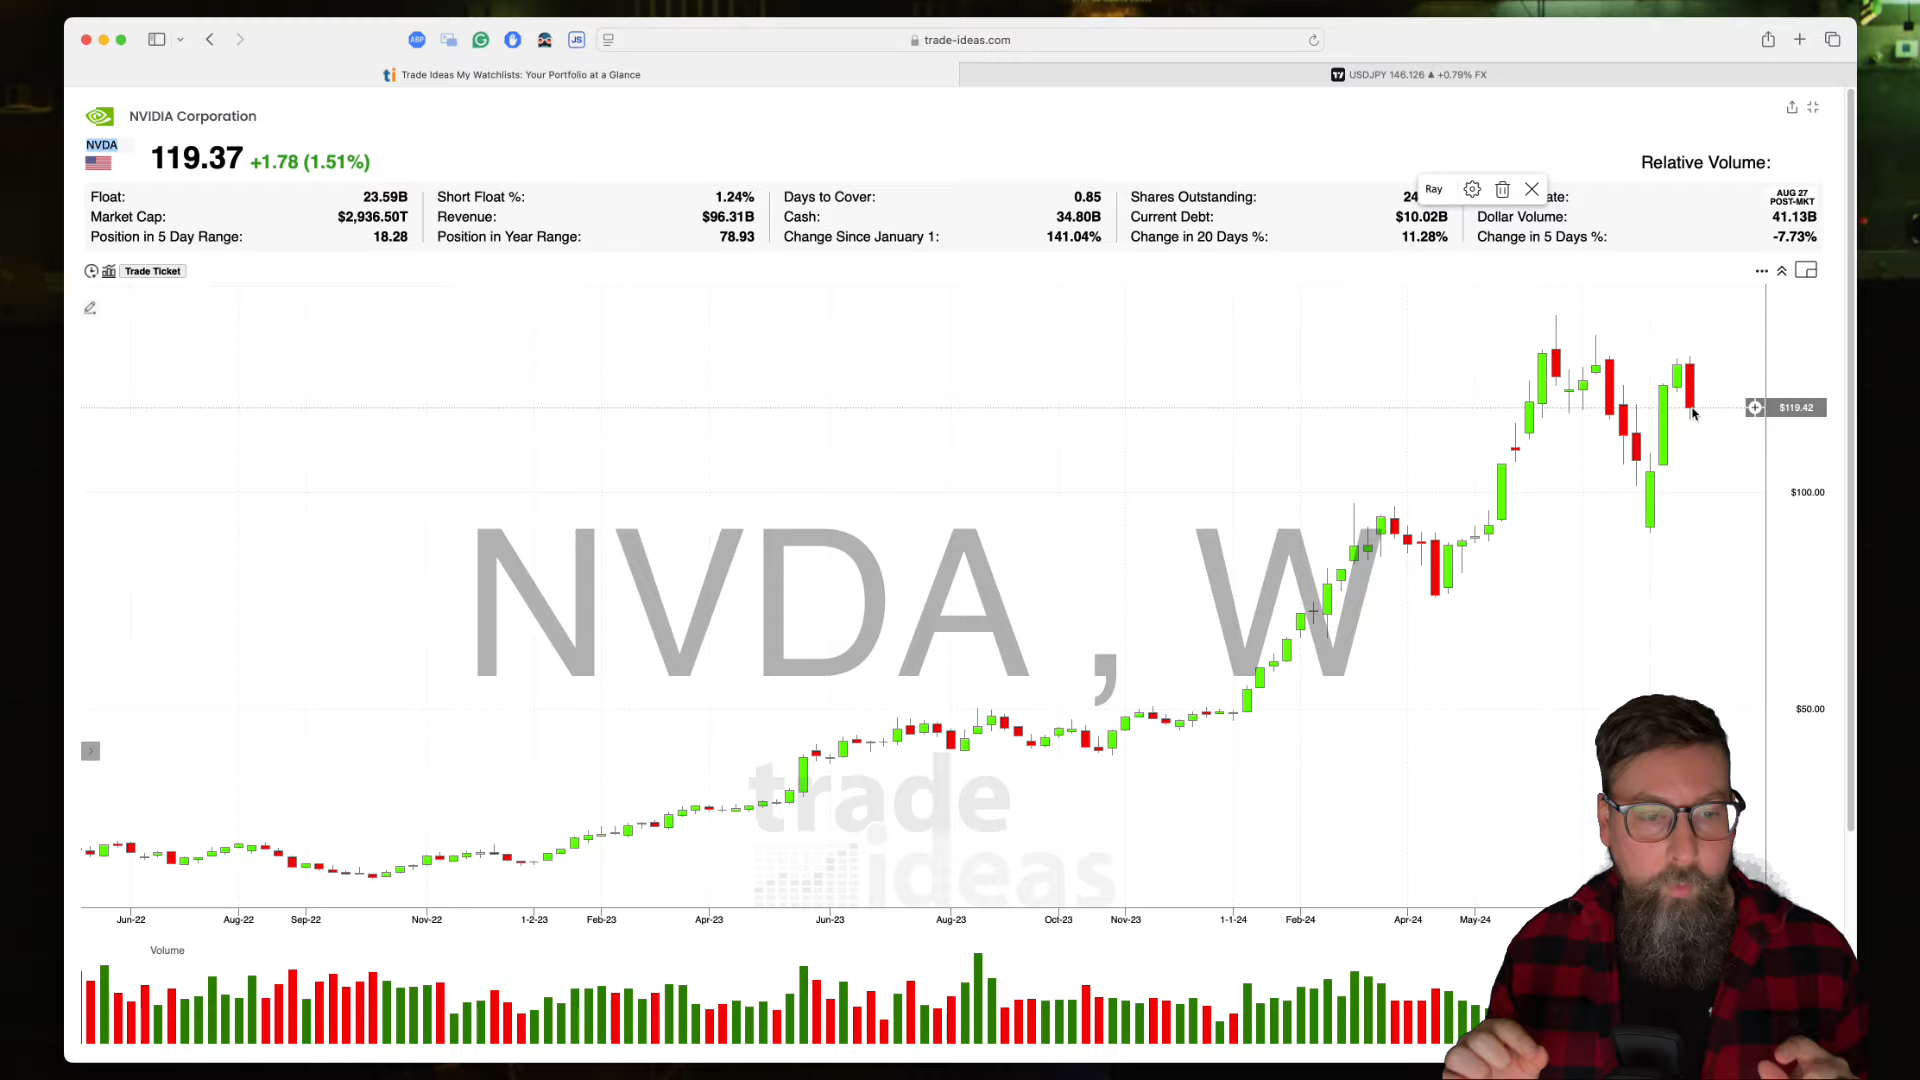 ABP
JS
trade-ideas.com
ti Trade Ideas My Watchlists: Your Portfolio at a Glance
USDJPY 146.126 ▲ +0.79% FX
NVIDIA Corporation
NVDA
119.37 +1.78 (1.51%)
Relative Volume:
Ray
Float: 23.59B Short Float %: 1.24% Days to Cover: 0.85 Shares Outstanding: 24 ate: AUG 27 POST-MKT
Market Cap: $2,936.50T Revenue: $96.31B Cash: 34.80B Current Debt: $10.02B Dollar Volume: 41.13B
Position in 5 Day Range: 18.28 Position in Year Range: 78.93 Change Since January 1: 141.04% Change in 20 Days %: 11.28% Change in 5 Days %: -7.73%
Trade Ticket
$119.42
$100.00
NVDA , W
$50.00
trade
ideas
Jun-22 Aug-22 Sep-22 Nov-22 1-2-23 Feb-23 Apr-23 Jun-23 Aug-23 Oct-23 Nov-23 1-1-24 Feb-24 Apr-24 May-24
Volume